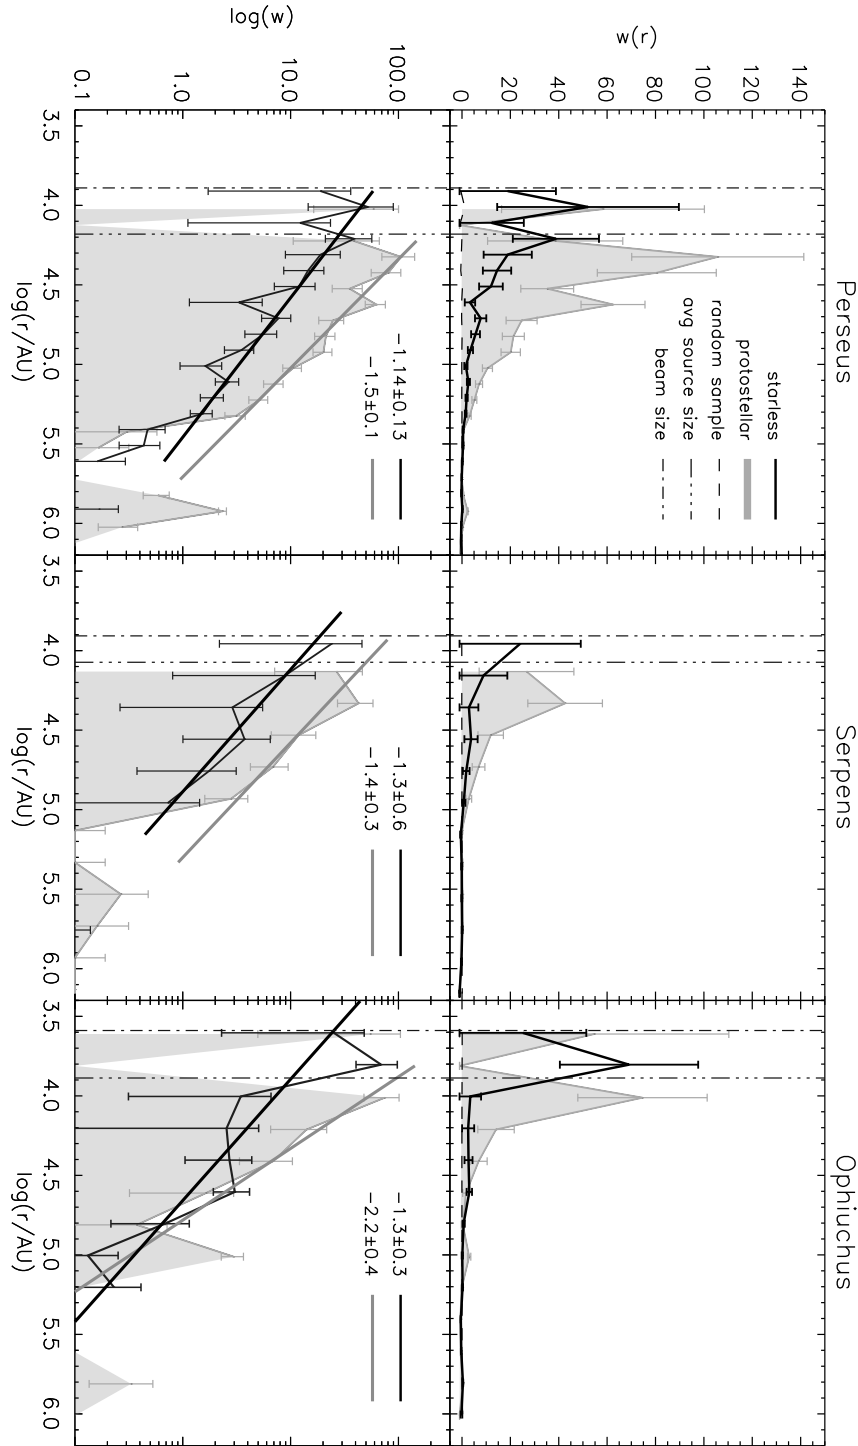 Perseus
Serpens
Ophiuchus
w(r)
140
120
100
80
60
40
20
0
starless
protostellar
random sample
avg source size
beam size
log(w)
100.0
10.0
1.0
0.1
−1.14±0.13
−1.5±0.1
−1.3±0.6
−1.4±0.3
−1.3±0.3
−2.2±0.4
3.5 4.0 4.5 5.0 5.5 6.0
log(r/AU)
3.5 4.0 4.5 5.0 5.5 6.0
log(r/AU)
3.5 4.0 4.5 5.0 5.5 6.0
log(r/AU)